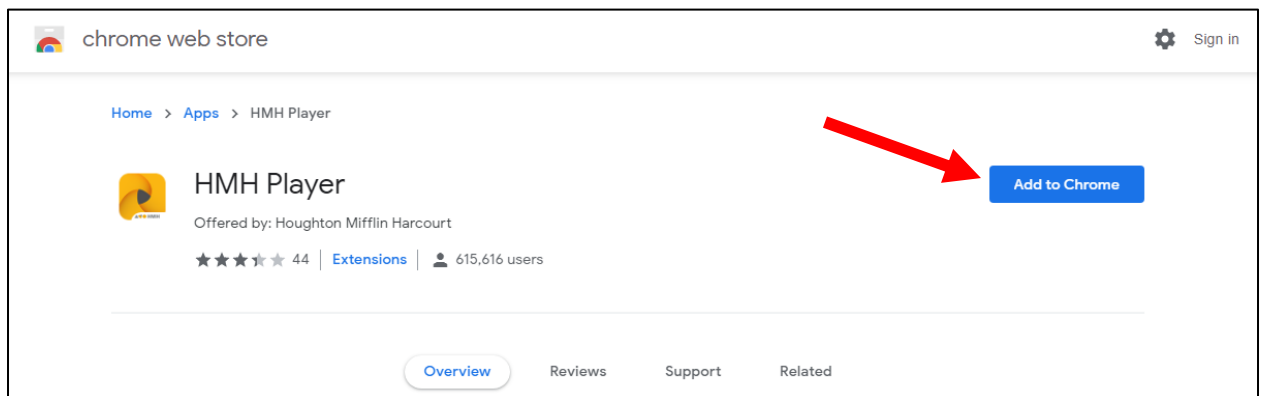 chrome web store
Sign in
Home > Apps > HMH Player
HMH Player
Add to Chrome
Offered by: Houghton Mifflin Harcourt
44 | Extensions | 615,616 users
Overview Reviews Support Related